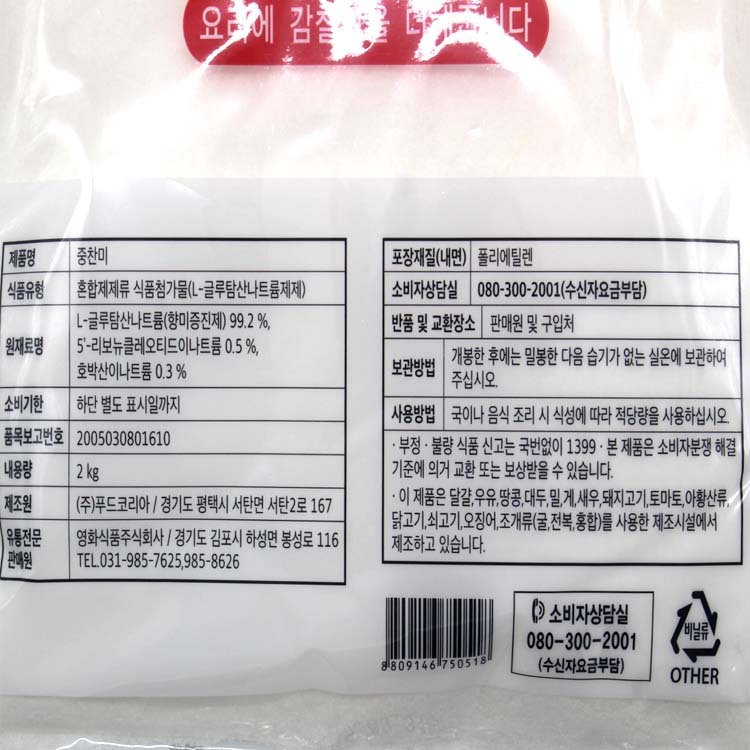 요리에 감칠맛을 더해줍니다
제품명 중찬미
식품유형 혼합제제류 식품첨가물(L-글루탐산나트륨제제)
원재료명 L-글루탐산나트륨(향미증진제) 99.2 %,
5'-리보뉴클레오티드이나트륨 0.5 %,
호박산이나트륨 0.3 %
소비기한 하단 별도 표시일까지
품목보고번호 2005030801610
내용량 2 kg
제조원 (주)푸드코리아 / 경기도 평택시 서탄면 서탄2로 167
유통전문
판매원 영화식품주식회사 / 경기도 김포시 하성면 봉성로 116
TEL.031-985-7625,985-8626
포장재질(내면) 폴리에틸렌
소비자상담실 080-300-2001(수신자요금부담)
반품 및 교환장소 판매원 및 구입처
보관방법 개봉한 후에는 밀봉한 다음 습기가 없는 실온에 보관하여
주십시오.
사용방법 국이나 음식 조리 시 식성에 따라 적당량을 사용하십시오.
· 부정 · 불량 식품 신고는 국번없이 1399 · 본 제품은 소비자분쟁 해결
기준에 의거 교환 또는 보상받을 수 있습니다.
· 이 제품은 달걀,우유,땅콩,대두,밀,게,새우,돼지고기,토마토,아황산류,
닭고기,쇠고기,오징어,조개류(굴,전복,홍합)를 사용한 제조시설에서
제조하고 있습니다.
8809146750518
소비자상담실
080-300-2001
(수신자요금부담)
비닐류
OTHER